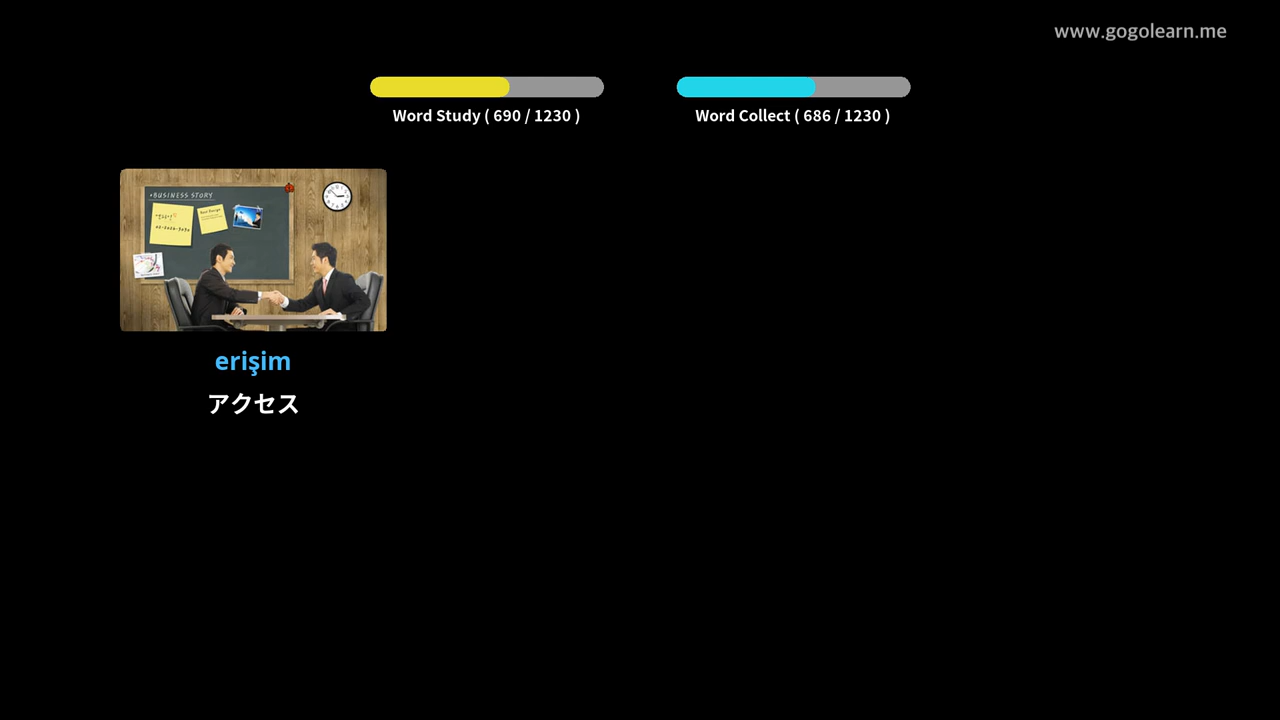 www.gogolearn.me
Word Study ( 690 / 1230 )
Word Collect ( 686 / 1230 )
•BUSINESS STORY
erişim
アクセス